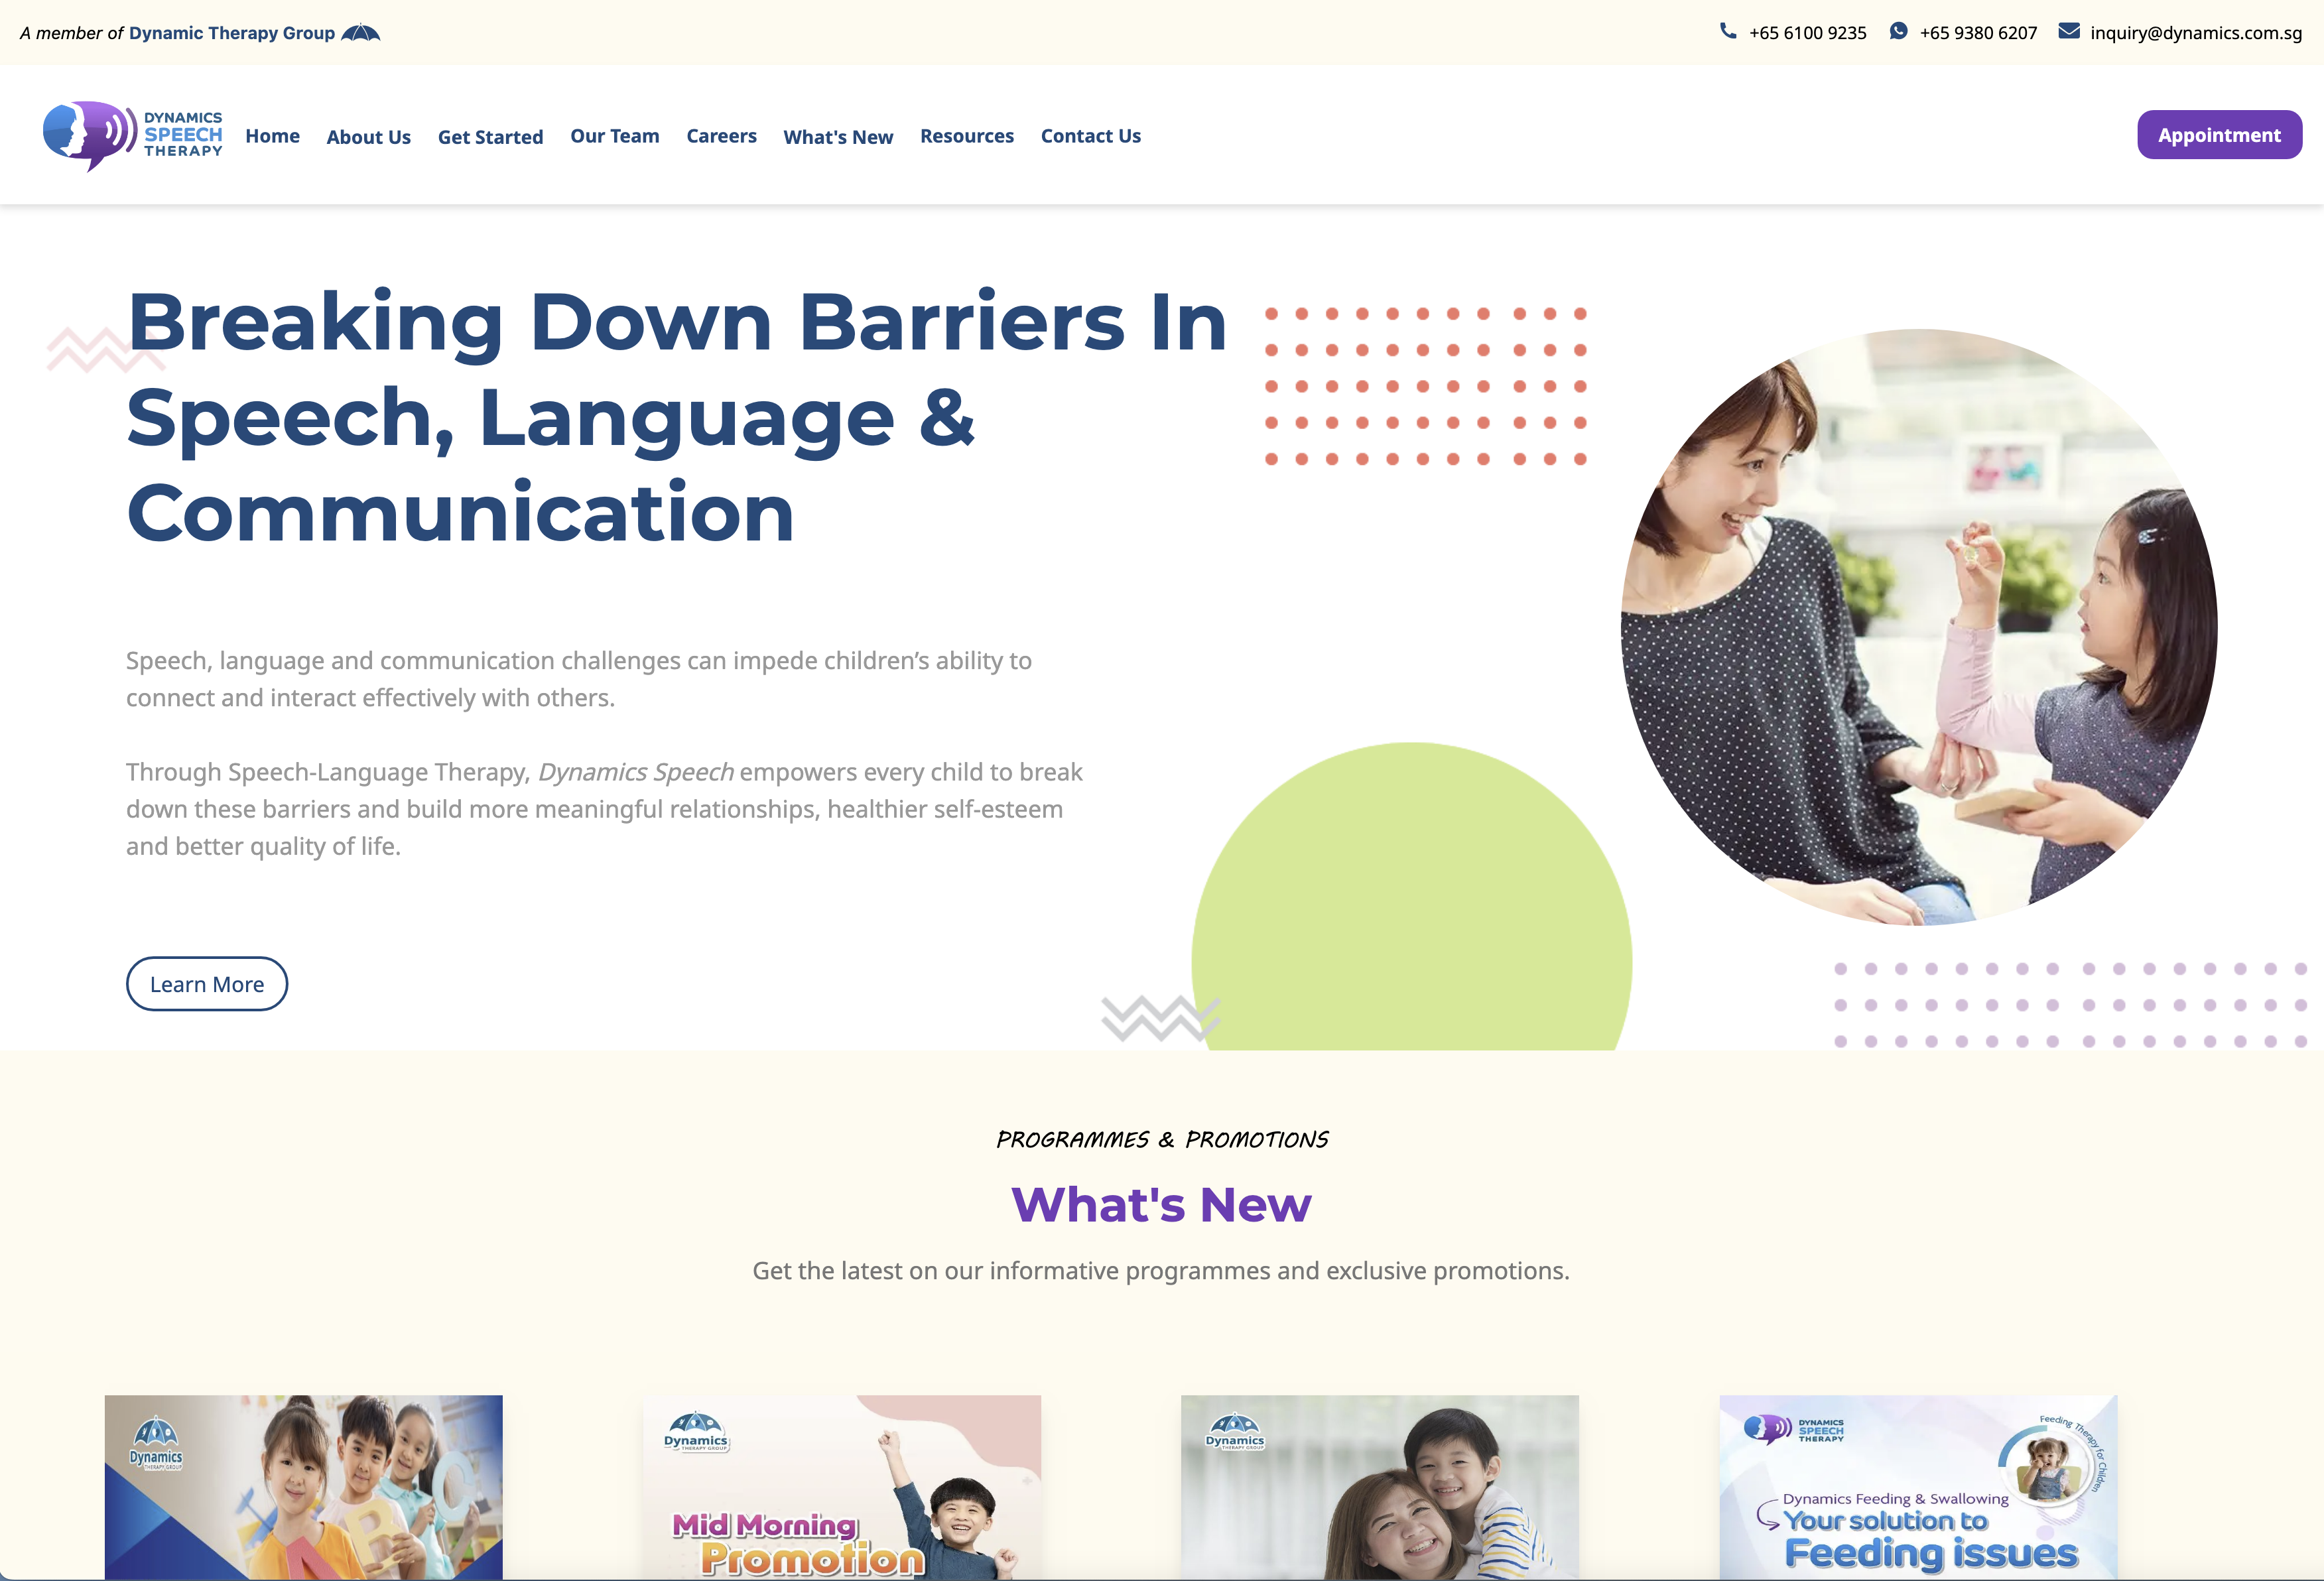 A member of Dynamic Therapy Group
+65 6100 9235
+65 9380 6207
inquiry@dynamics.com.sg
DYNAMICS
SPEECH
THERAPY
Home
About Us
Get Started
Our Team
Careers
What's New
Resources
Contact Us
Appointment
Breaking Down Barriers In
Speech, Language &
Communication
Speech, language and communication challenges can impede children’s ability to
connect and interact effectively with others.
Through Speech-Language Therapy, Dynamics Speech empowers every child to break
down these barriers and build more meaningful relationships, healthier self-esteem
and better quality of life.
Learn More
PROGRAMMES & PROMOTIONS
What's New
Get the latest on our informative programmes and exclusive promotions.
Dynamics
THERAPY GROUP
A B C
Dynamics
THERAPY GROUP
Mid Morning
Promotion
Dynamics
THERAPY GROUP
DYNAMICS
SPEECH
THERAPY
Feeding Therapy for Children
Dynamics Feeding & Swallowing
Your solution to
Feeding issues